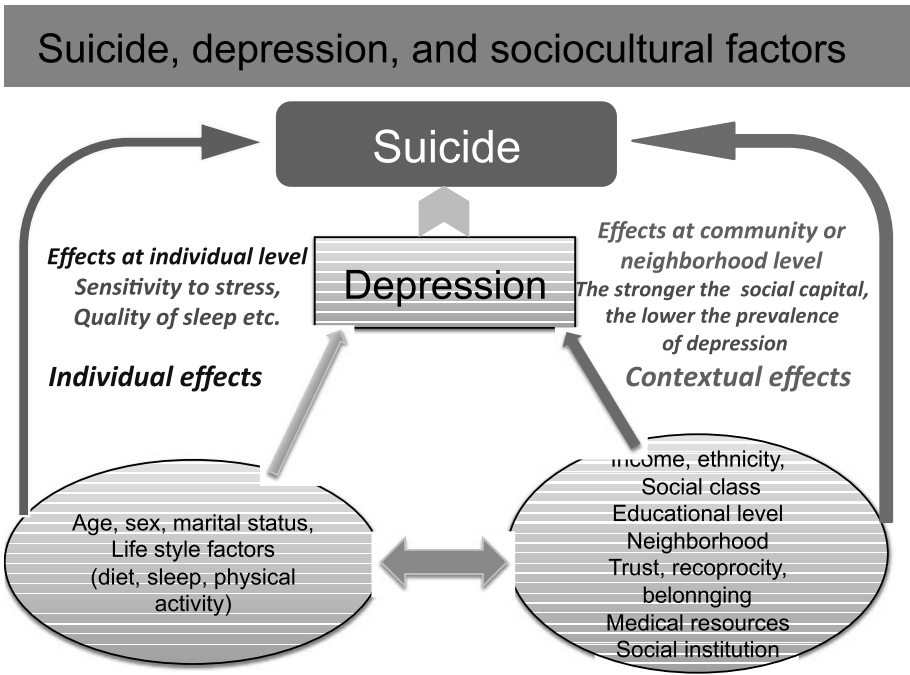 Suicide, depression, and sociocultural factors
Suicide
Effects at individual level
Sensitivity to stress,
Quality of sleep etc.
Individual effects
Depression
Effects at community or
neighborhood level
The stronger the social capital,
the lower the prevalence
of depression
Contextual effects
Age, sex, marital status,
Life style factors
(diet, sleep, physical
activity)
Income, ethnicity,
Social class
Educational level
Neighborhood
Trust, recoprocity,
belonnging
Medical resources
Social institution